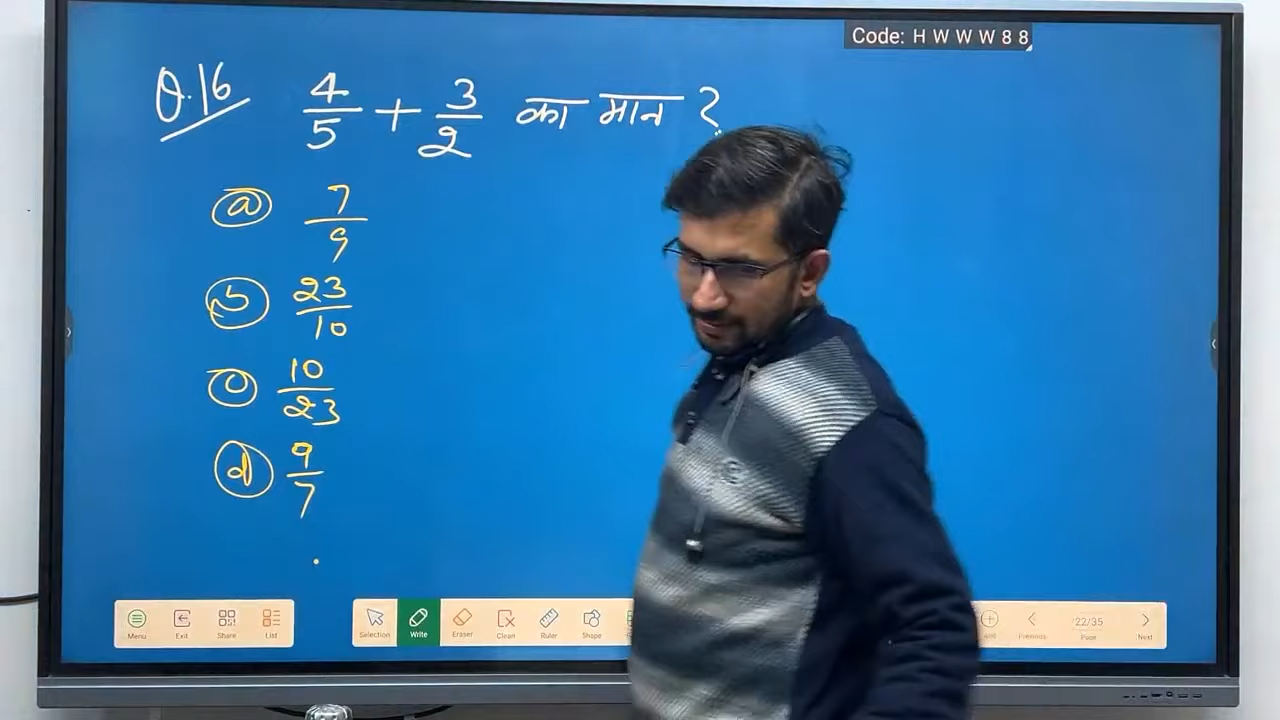 Code: H W W W 8 8
Q.16 4/5 + 3/2 का मान ?
(a) 7/9
(b) 23/10
(c) 10/23
(d) 9/7
Menu Exit Share List Selection Write Eraser Clean Ruler Shape Previous 22/35 Page Next